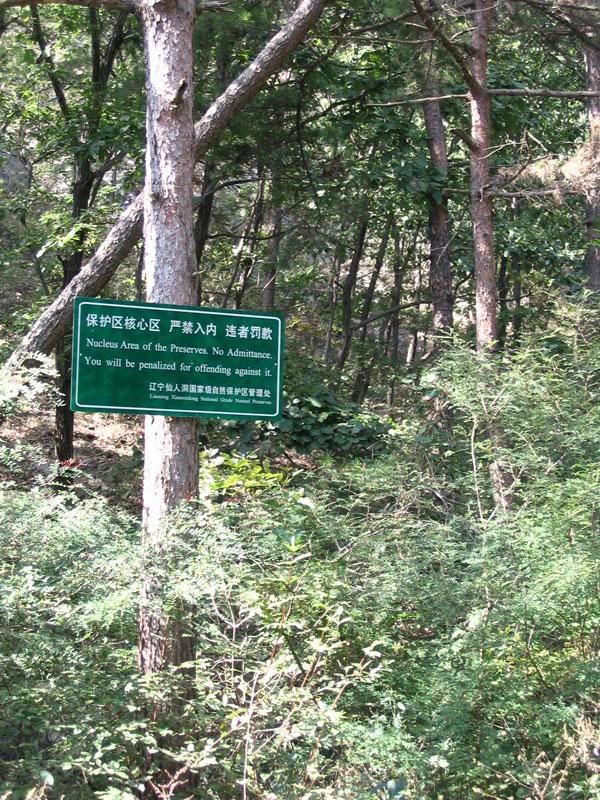 保护区核心区 严禁入内 违者罚款
Nucleus Area of the Preserves. No Admittance.
You will be penalized for offending against it.
辽宁仙人洞国家级自然保护区管理处
Liaoning Xianrendong National Grade Natural Preserves